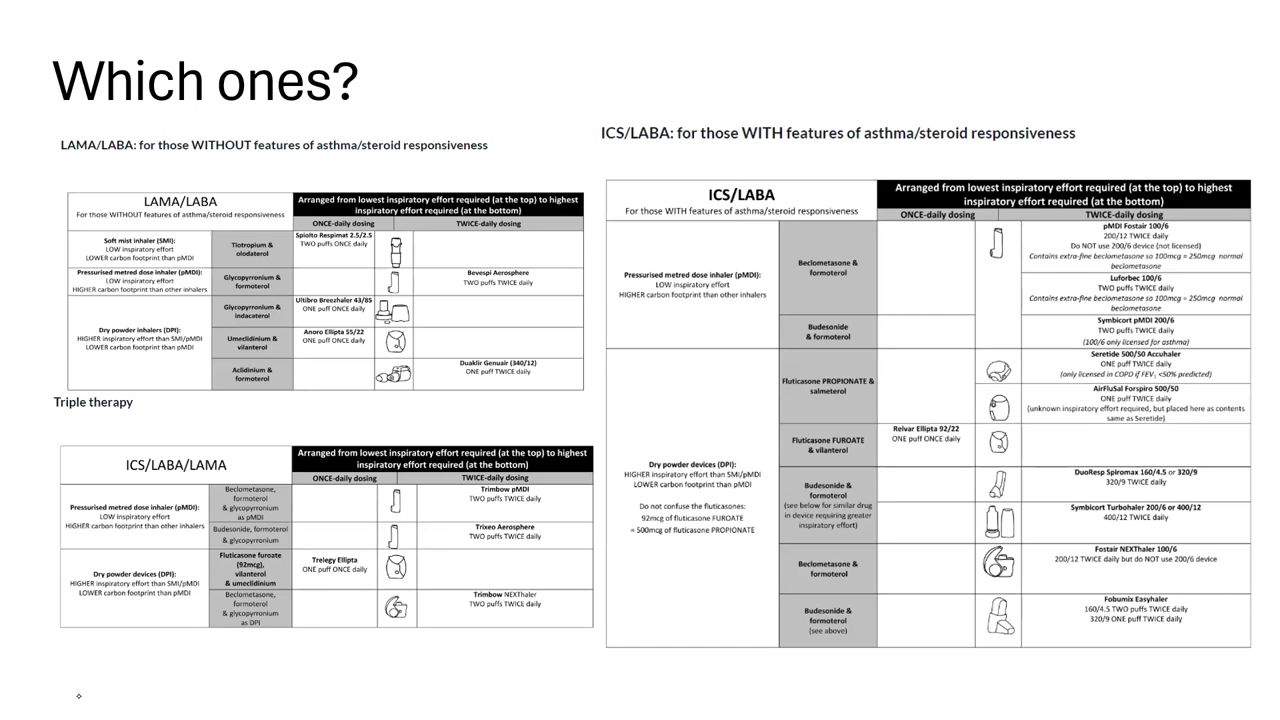 Which ones?
LAMA/LABA: for those WITHOUT features of asthma/steroid responsiveness
LAMA/LABA
For those WITHOUT features of asthma/steroid responsiveness
Arranged from lowest inspiratory effort required (at the top) to highest
inspiratory effort required (at the bottom)
ONCE-daily dosing
TWICE-daily dosing
Soft mist inhaler (SMI):
LOW inspiratory effort
LOWER carbon footprint than pMDI
Tiotropium &
olodaterol
Spiolto Respimat 2.5/2.5
TWO puffs ONCE daily
Pressurised metred dose inhaler (pMDI):
LOW inspiratory effort
HIGHER carbon footprint than other inhalers
Glycopyrronium &
formoterol
Bevespi Aerosphere
TWO puffs TWICE daily
Dry powder inhalers (DPI):
HIGHER inspiratory effort than SMI/pMDI
LOWER carbon footprint than pMDI
Glycopyrronium &
indacaterol
Ultibro Breezhaler 43/85
ONE puff ONCE daily
Umeclidinium &
vilanterol
Anoro Ellipta 55/22
ONE puff ONCE daily
Aclidinium &
formoterol
Duaklir Genuair (340/12)
ONE puff TWICE daily
Triple therapy
ICS/LABA/LAMA
Arranged from lowest inspiratory effort required (at the top) to highest
inspiratory effort required (at the bottom)
ONCE-daily dosing
TWICE-daily dosing
Pressurised metred dose inhaler (pMDI):
LOW inspiratory effort
HIGHER carbon footprint than other inhalers
Beclometasone,
formoterol
& glycopyrronium
as pMDI
Trimbow pMDI
TWO puffs TWICE daily
Budesonide, formoterol
& glycopyrronium
Trixeo Aerosphere
TWO puffs TWICE daily
Dry powder devices (DPI):
HIGHER inspiratory effort than SMI/pMDI
LOWER carbon footprint than pMDI
Fluticasone furoate
(92mcg),
vilanterol
& umeclidinium
Trelegy Ellipta
ONE puff ONCE daily
Beclometasone,
formoterol
& glycopyrronium
as DPI
Trimbow NEXThaler
TWO puffs TWICE daily
ICS/LABA: for those WITH features of asthma/steroid responsiveness
ICS/LABA
For those WITH features of asthma/steroid responsiveness
Arranged from lowest inspiratory effort required (at the top) to highest
inspiratory effort required (at the bottom)
ONCE-daily dosing
TWICE-daily dosing
Pressurised metred dose inhaler (pMDI):
LOW inspiratory effort
HIGHER carbon footprint than other inhalers
Beclometasone &
formoterol
pMDI Fostair 100/6
200/12 TWICE daily
Do NOT use 200/6 device (not licensed)
Contains extra-fine beclometasone so 100mcg = 250mcg normal
beclometasone
Luforbec 100/6
TWO puffs TWICE daily
Contains extra-fine beclometasone so 100mcg = 250mcg normal
beclometasone
Budesonide
& formoterol
Symbicort pMDI 200/6
TWO puffs TWICE daily
(100/6 only licensed for asthma)
Dry powder devices (DPI):
HIGHER inspiratory effort than SMI/pMDI
LOWER carbon footprint than pMDI
Do not confuse the fluticasones:
92mcg of fluticasone FUROATE
= 500mcg of fluticasone PROPIONATE
Fluticasone PROPIONATE &
salmeterol
Seretide 500/50 Accuhaler
ONE puff TWICE daily
(only licensed in COPD if FEV1 <50% predicted)
AirFluSal Forspiro 500/50
ONE puff TWICE daily
(unknown inspiratory effort required, but placed here as contents
same as Seretide)
Fluticasone FUROATE
& vilanterol
Relvar Ellipta 92/22
ONE puff ONCE daily
Budesonide &
formoterol
(see below for similar drug
in device requiring greater
inspiratory effort)
DuoResp Spiromax 160/4.5 or 320/9
320/9 TWICE daily
Symbicort Turbohaler 200/6 or 400/12
400/12 TWICE daily
Beclometasone &
formoterol
Fostair NEXThaler 100/6
200/12 TWICE daily but do NOT use 200/6 device
Budesonide &
formoterol
(see above)
Fobumix Easyhaler
160/4.5 TWO puffs TWICE daily
320/9 ONE puff TWICE daily